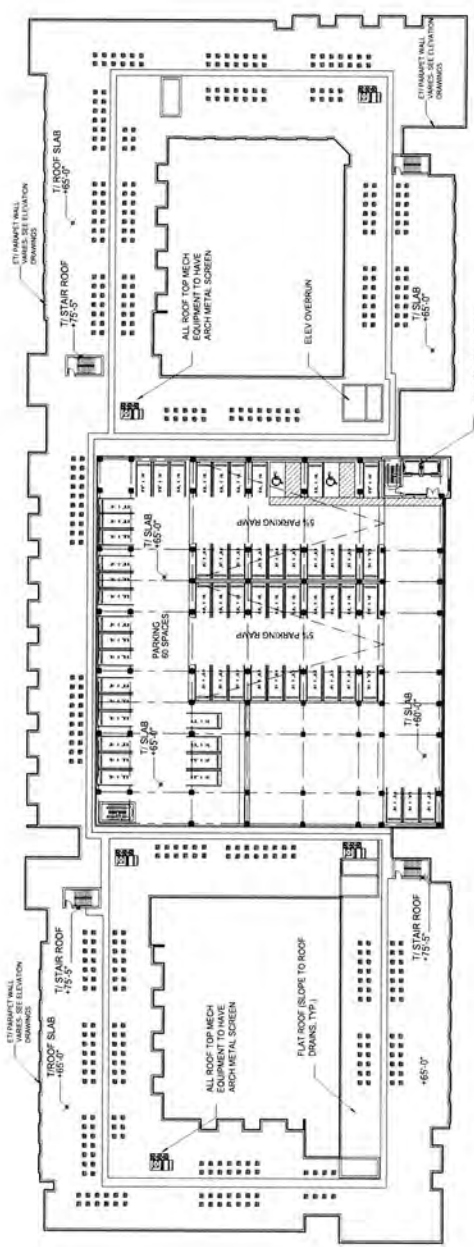 ET/ PARAPET WALL
VARIES- SEE ELEVATION
DRAWINGS
T/ ROOF SLAB
+65'-0"
ET/ PARAPET WALL
VARIES- SEE ELEVATION
DRAWINGS
T/ STAIR ROOF
+75'-5"
ALL ROOF TOP MECH
EQUIPMENT TO HAVE
ARCH METAL SCREEN
ELEV OVERRUN
T/ SLAB
+65'-0"
T/ SLAB
+65'-0"
5% PARKING RAMP
PARKING
60 SPACES
5% PARKING RAMP
T/ SLAB
+65'-0"
T/ SLAB
+60'-0"
ET/ PARAPET WALL
VARIES- SEE ELEVATION
DRAWINGS
T/ROOF SLAB
+65'-0"
T/ STAIR ROOF
+75'-5"
ALL ROOF TOP MECH
EQUIPMENT TO HAVE
ARCH METAL SCREEN
FLAT ROOF (SLOPE TO ROOF
DRAINS, TYP.)
T/ STAIR ROOF
+75'-5"
+65'-0"